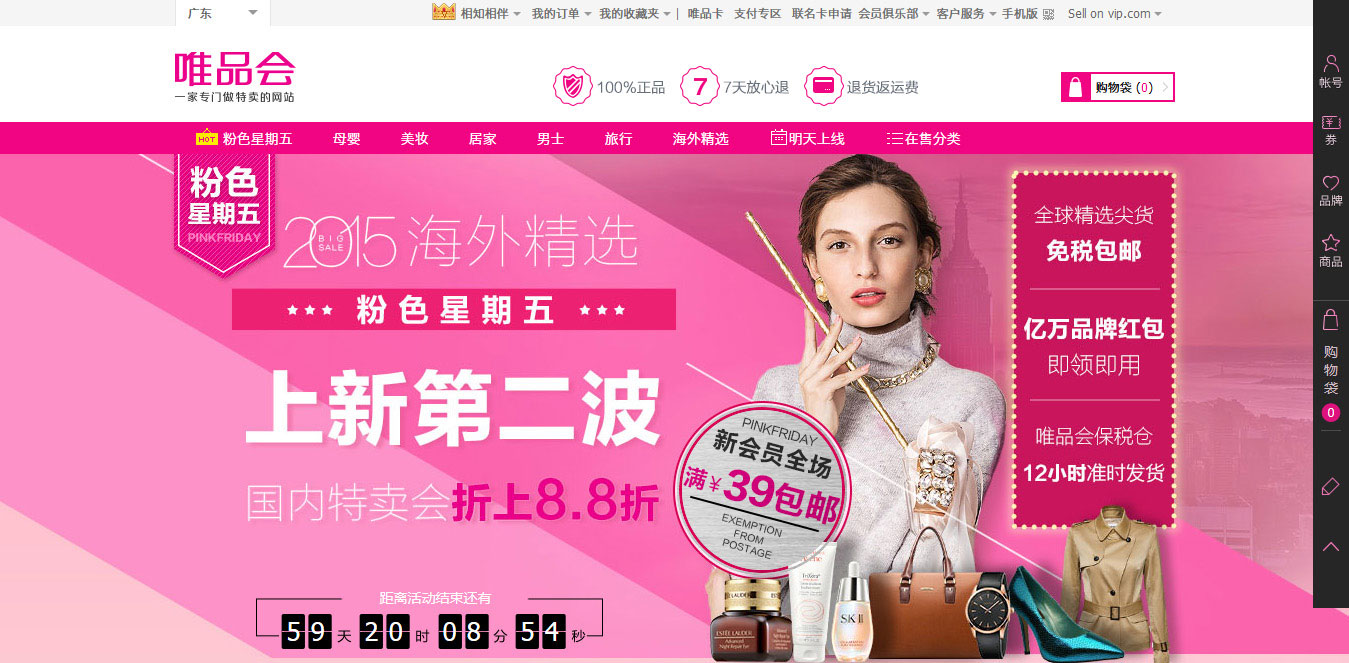 广东
相知相伴 我的订单 我的收藏夹 | 唯品卡 支付专区 联名卡申请 会员俱乐部 客户服务 手机版 Sell on vip.com
唯品会
一家专门做特卖的网站
100%正品
7 7天放心退
退货返运费
购物袋 (0)
HOT 粉色星期五 母婴 美妆 居家 男士 旅行 海外精选 明天上线 在售分类
粉色
星期五
PINKFRIDAY
2015 海外精选
BIG
SALE
粉色星期五
上新第二波
国内特卖会折上8.8折
距离活动结束还有
59 天 20 时 08 分 54 秒
PINKFRIDAY
新会员全场
满¥39包邮
EXEMPTION
FROM
POSTAGE
全球精选尖货
免税包邮
亿万品牌红包
即领即用
唯品会保税仓
12小时准时发货
ESTEE LAUDER
Advanced
Night Repair Eye
SK-II
帐号
券
品牌
商品
购
物
袋
0